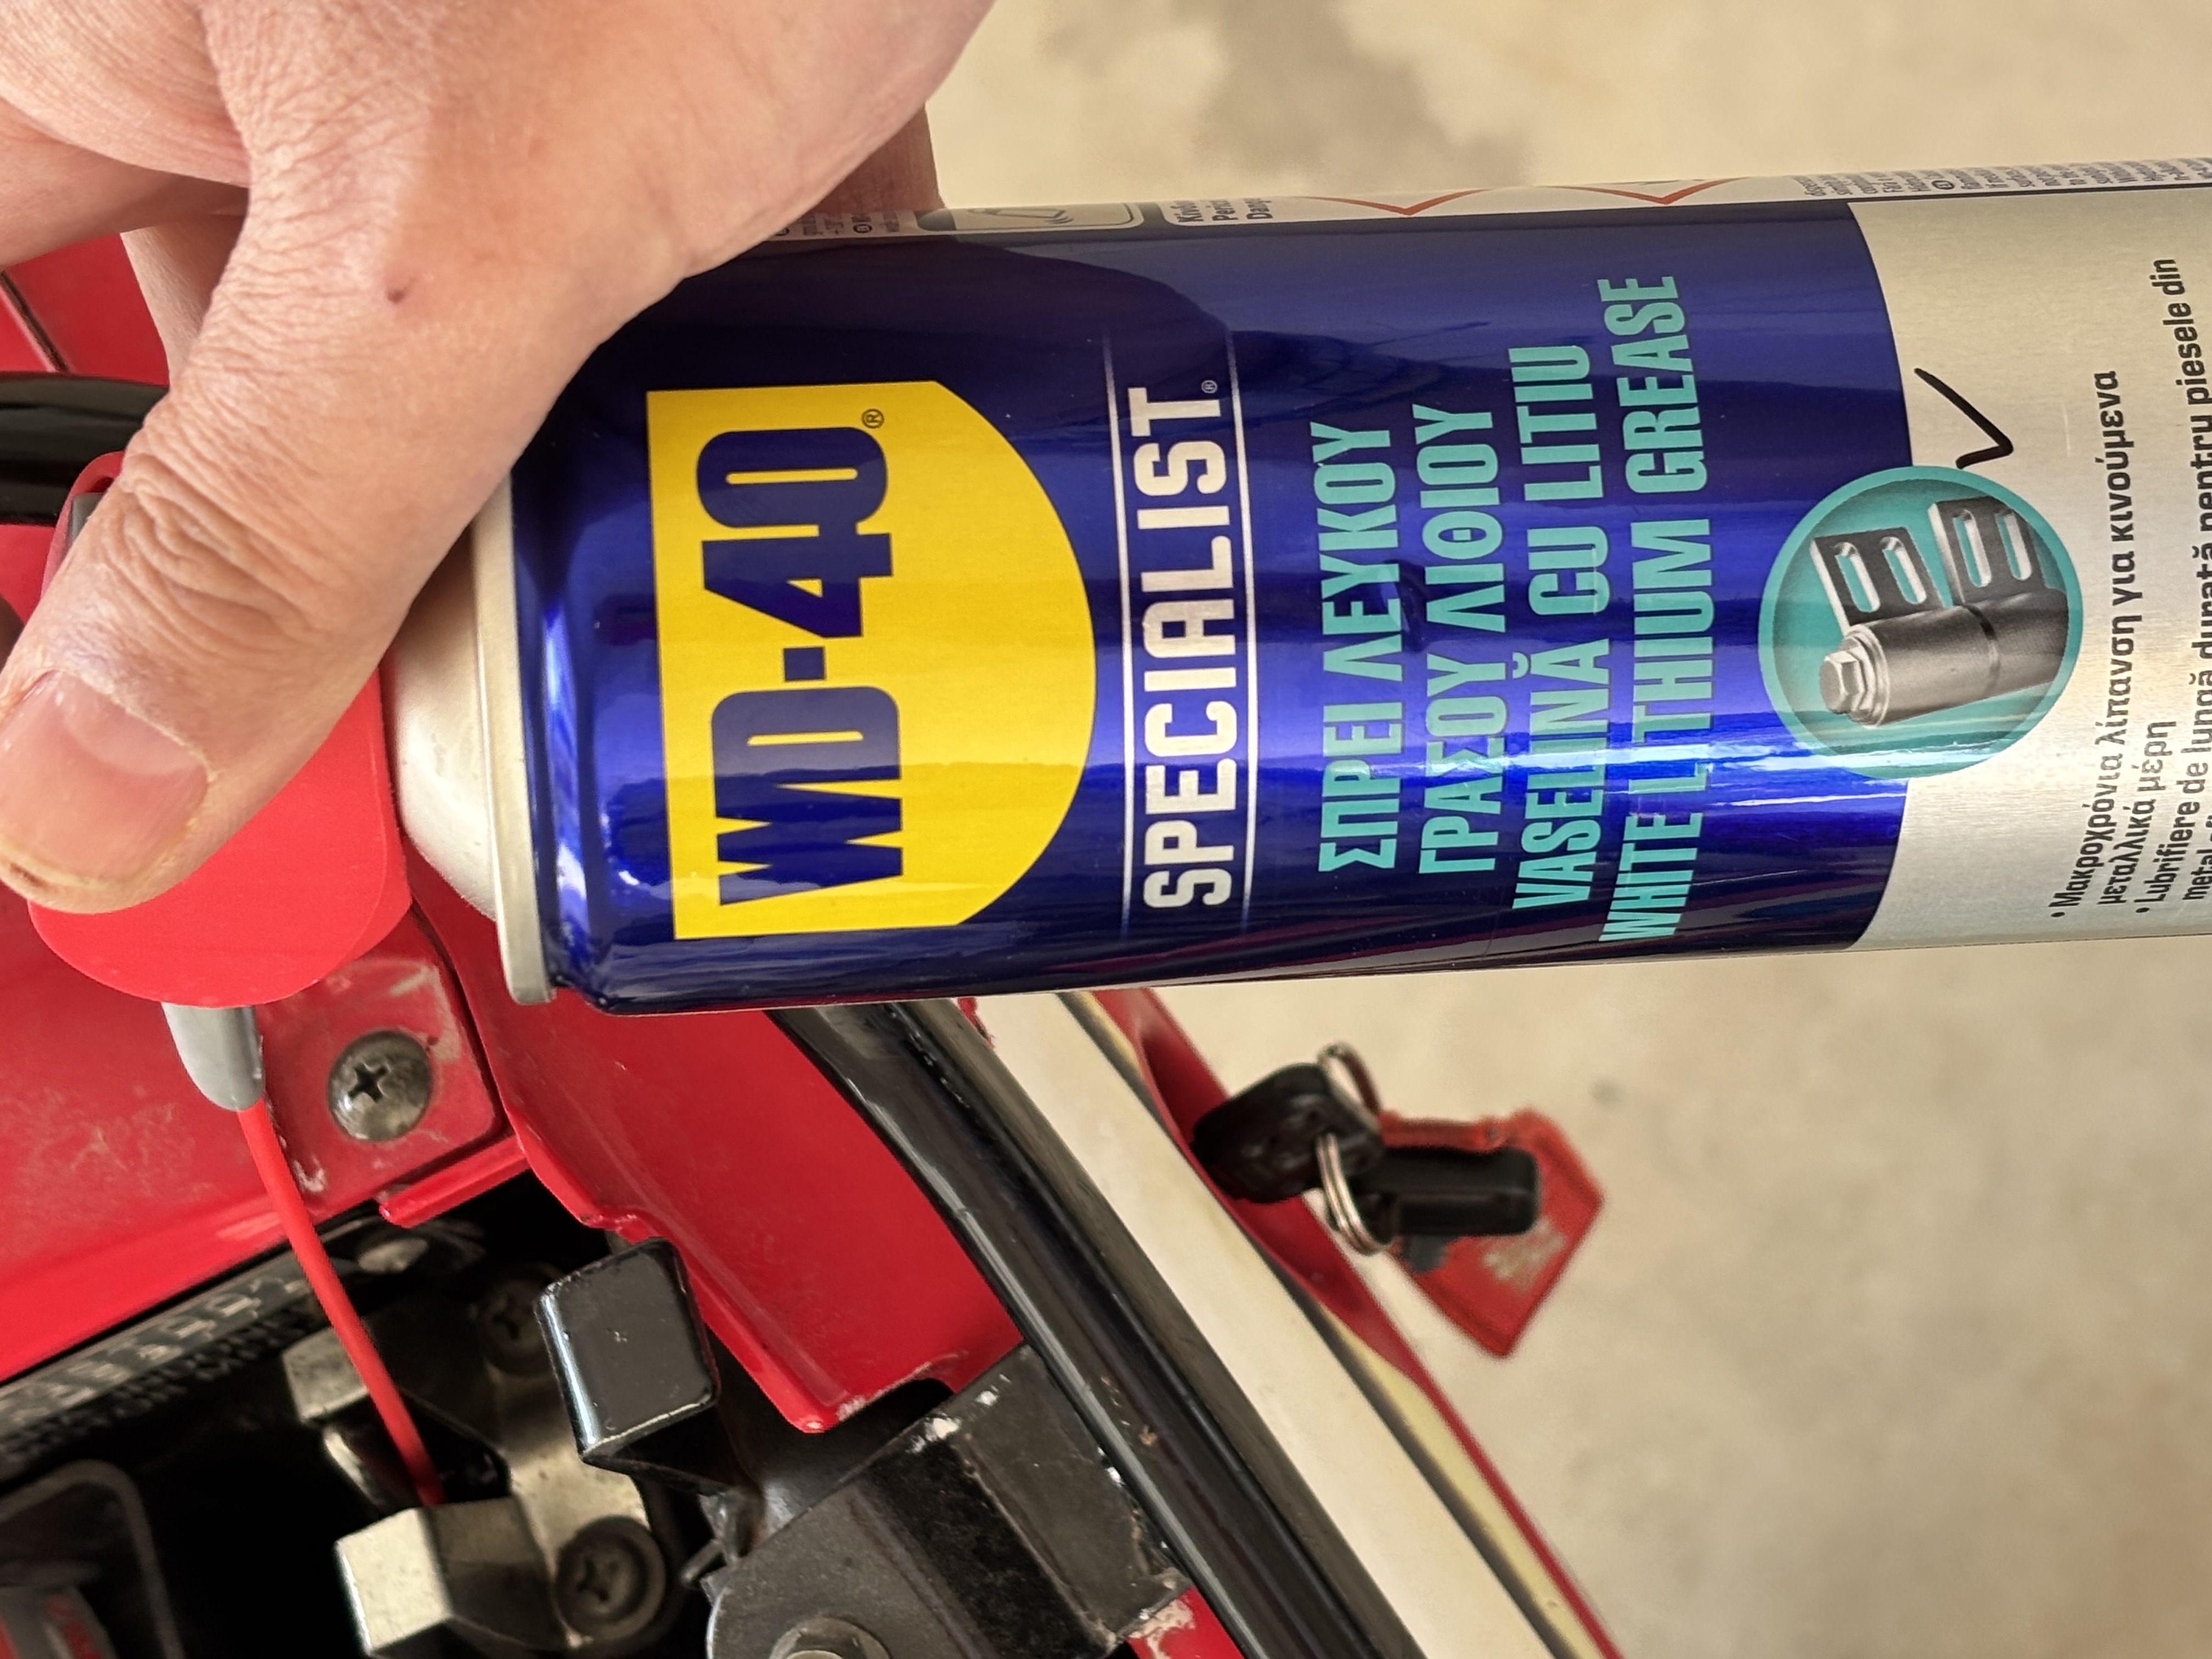 WD-40®
SPECIALIST®
ΣΠΡΕΙ ΛΕΥΚΟΥ
ΓΡΑΣΟΥ ΛΙΘΙΟΥ
VASELINĂ CU LITIU
WHITE LITHIUM GREASE
• Μακροχρόνια λίπανση για κινούμενα
μεταλλικά μέρη
• Lubrifiere de lungă durată pentru piesele din